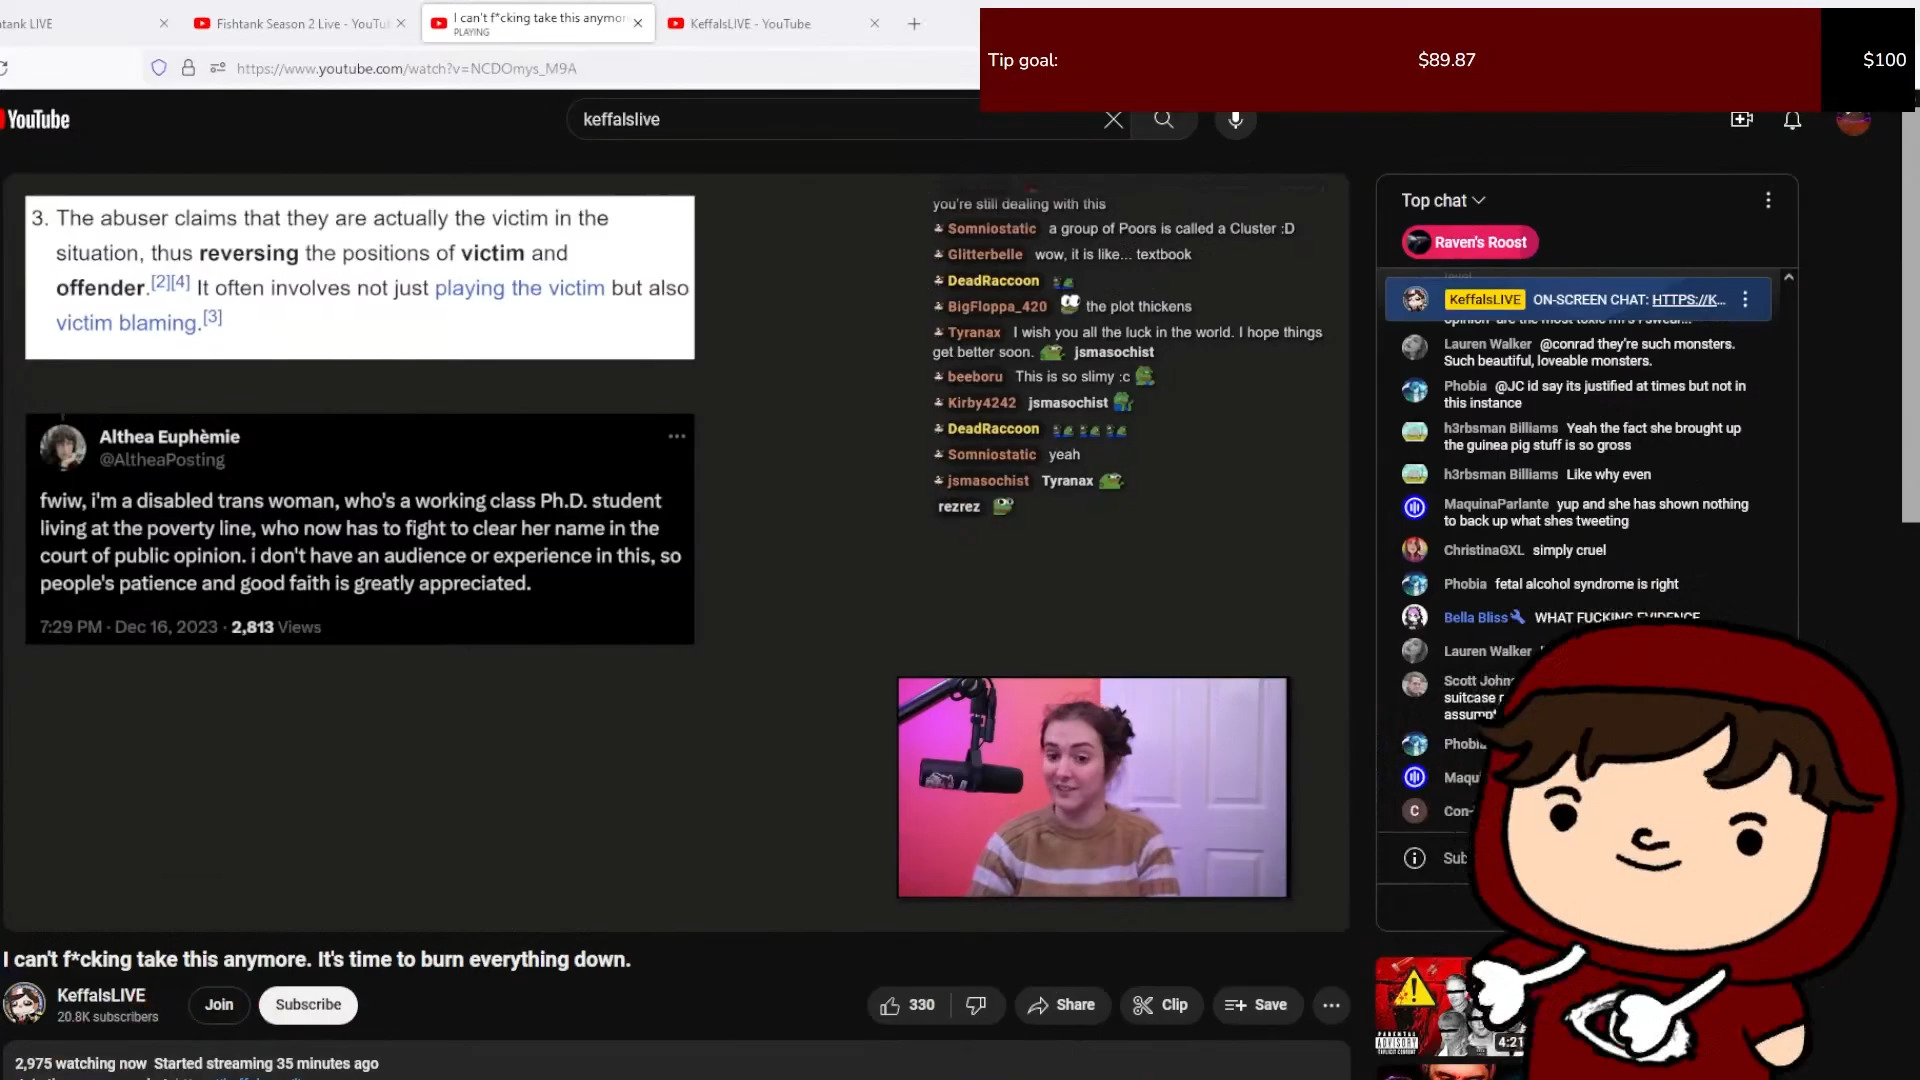 tank LIVE
Fishtank Season 2 Live - YouTu
I can't f*cking take this anymor
PLAYING
KeffalsLIVE - YouTube
https://www.youtube.com/watch?v=NCDOmys_M9A
Tip goal:
$89.87
$100
YouTube
keffalslive
3. The abuser claims that they are actually the victim in the
situation, thus reversing the positions of victim and
offender.[2][4] It often involves not just playing the victim but also
victim blaming.[3]
Althea Euphèmie
@AltheaPosting
fwiw, i'm a disabled trans woman, who's a working class Ph.D. student
living at the poverty line, who now has to fight to clear her name in the
court of public opinion. i don't have an audience or experience in this, so
people's patience and good faith is greatly appreciated.
7:29 PM · Dec 16, 2023 · 2,813 Views
you're still dealing with this
Somniostatic a group of Poors is called a Cluster :D
Glitterbelle wow, it is like... textbook
DeadRaccoon
BigFloppa_420 the plot thickens
Tyranax I wish you all the luck in the world. I hope things
get better soon. jsmasochist
beeboru This is so slimy :c
Kirby4242 jsmasochist
DeadRaccoon
Somniostatic yeah
jsmasochist Tyranax
rezrez
Top chat
Raven's Roost
KeffalsLIVE ON-SCREEN CHAT: HTTPS://K...
opinion are the most toxic mf's I swear...
Lauren Walker @conrad they're such monsters.
Such beautiful, loveable monsters.
Phobia @JC id say its justified at times but not in
this instance
h3rbsman Billiams Yeah the fact she brought up
the guinea pig stuff is so gross
h3rbsman Billiams Like why even
MaquinaParlante yup and she has shown nothing
to back up what shes tweeting
ChristinaGXL simply cruel
Phobia fetal alcohol syndrome is right
Bella Bliss WHAT FUCKING EVIDENCE
Lauren Walker
Scott Johns
suitcase
assumpt
Phobia
Maqu
C Con-
Sub
I can't f*cking take this anymore. It's time to burn everything down.
KeffalsLIVE
20.8K subscribers
Join
Subscribe
330
Share
Clip
Save
2,975 watching now Started streaming 35 minutes ago
PARENTAL
ADVISORY
EXPLICIT CONTENT
4:21